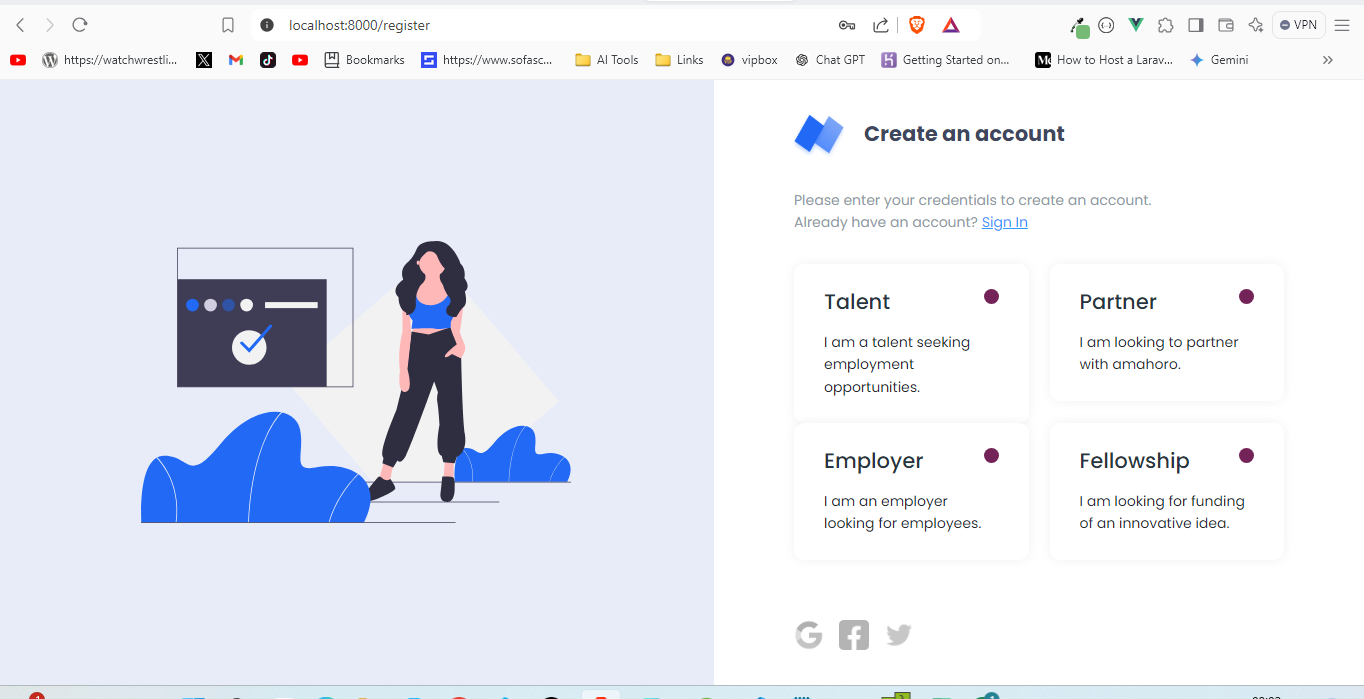 localhost:8000/register
VPN
https://watchwrestli...
Bookmarks
https://www.sofasc...
AI Tools
Links
vipbox
Chat GPT
Getting Started on...
How to Host a Larav...
Gemini
Create an account
Please enter your credentials to create an account.
Already have an account? Sign In
Talent
I am a talent seeking
employment
opportunities.
Partner
I am looking to partner
with amahoro.
Employer
I am an employer
looking for employees.
Fellowship
I am looking for funding
of an innovative idea.